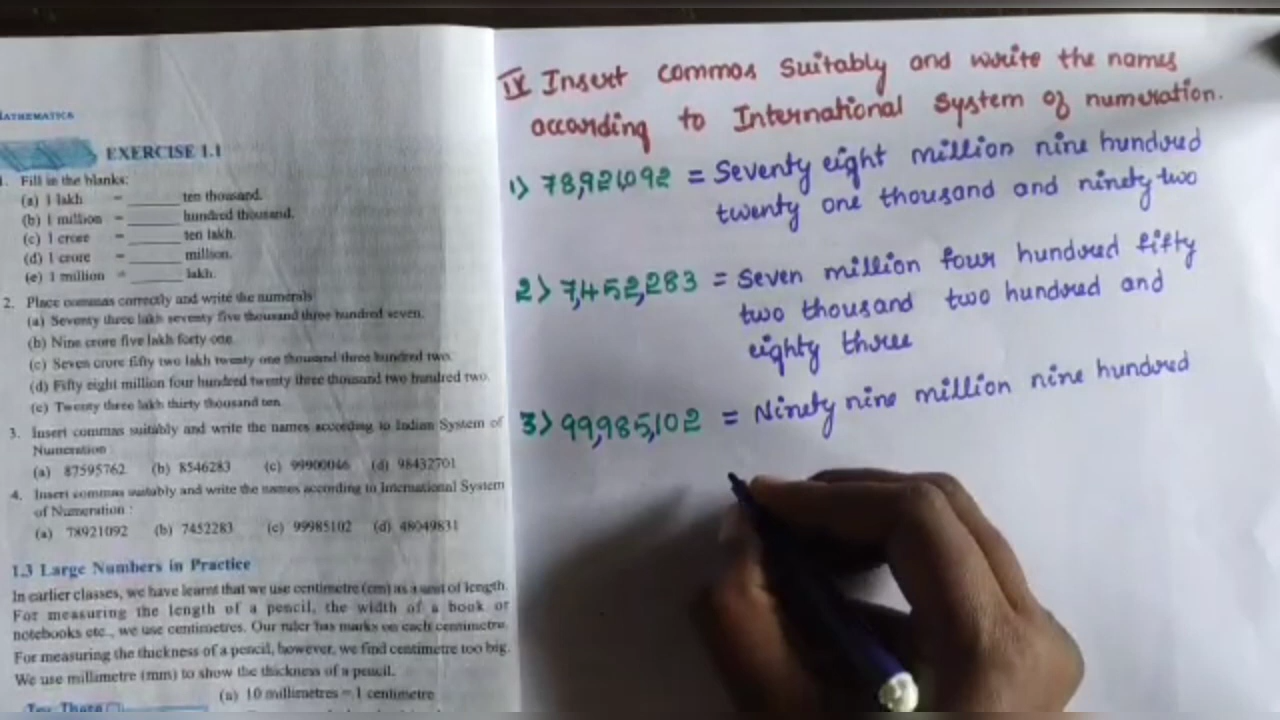 MATHEMATICS
EXERCISE 1.1
1. Fill in the blanks:
(a) 1 lakh = ______ ten thousand.
(b) 1 million = ______ hundred thousand.
(c) 1 crore = ______ ten lakh.
(d) 1 crore = ______ million.
(e) 1 million = ______ lakh.
2. Place commas correctly and write the numerals
(a) Seventy three lakh seventy five thousand three hundred seven.
(b) Nine crore five lakh forty one.
(c) Seven crore fifty two lakh twenty one thousand three hundred two.
(d) Fifty eight million four hundred twenty three thousand two hundred two.
(e) Twenty three lakh thirty thousand ten
3. Insert commas suitably and write the names according to Indian System of
Numeration :
(a) 87595762 (b) 8546283 (c) 99900046 (d) 98432701
4. Insert commas suitably and write the names according to International System
of Numeration :
(a) 78921092 (b) 7452283 (c) 99985102 (d) 48049831
1.3 Large Numbers in Practice
In earlier classes, we have learnt that we use centimetre (cm) as a unit of length.
For measuring the length of a pencil, the width of a book or
notebooks etc., we use centimetres. Our ruler has marks on each centimetre.
For measuring the thickness of a pencil, however, we find centimetre too big.
We use millimetre (mm) to show the thickness of a pencil.
(a) 10 millimetres = 1 centimetre
Try These
IV Insert commas suitably and write the names
according to International System of numeration.
1) 78,921,092 = Seventy eight million nine hundred
twenty one thousand and ninety two
2) 7,452,283 = Seven million four hundred fifty
two thousand two hundred and
eighty three
3) 99,985,102 = Ninety nine million nine hundred